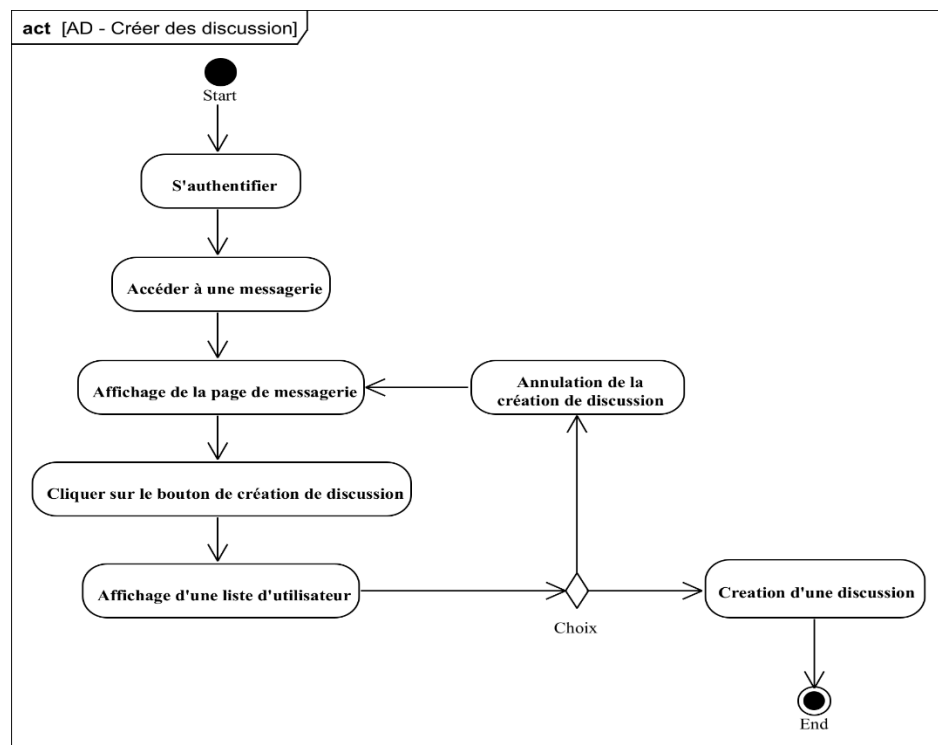 act [AD - Créer des discussion]
Start
S'authentifier
Accéder à une messagerie
Affichage de la page de messagerie
Annulation de la
création de discussion
Cliquer sur le bouton de création de discussion
Affichage d'une liste d'utilisateur
Choix
Creation d'une discussion
End